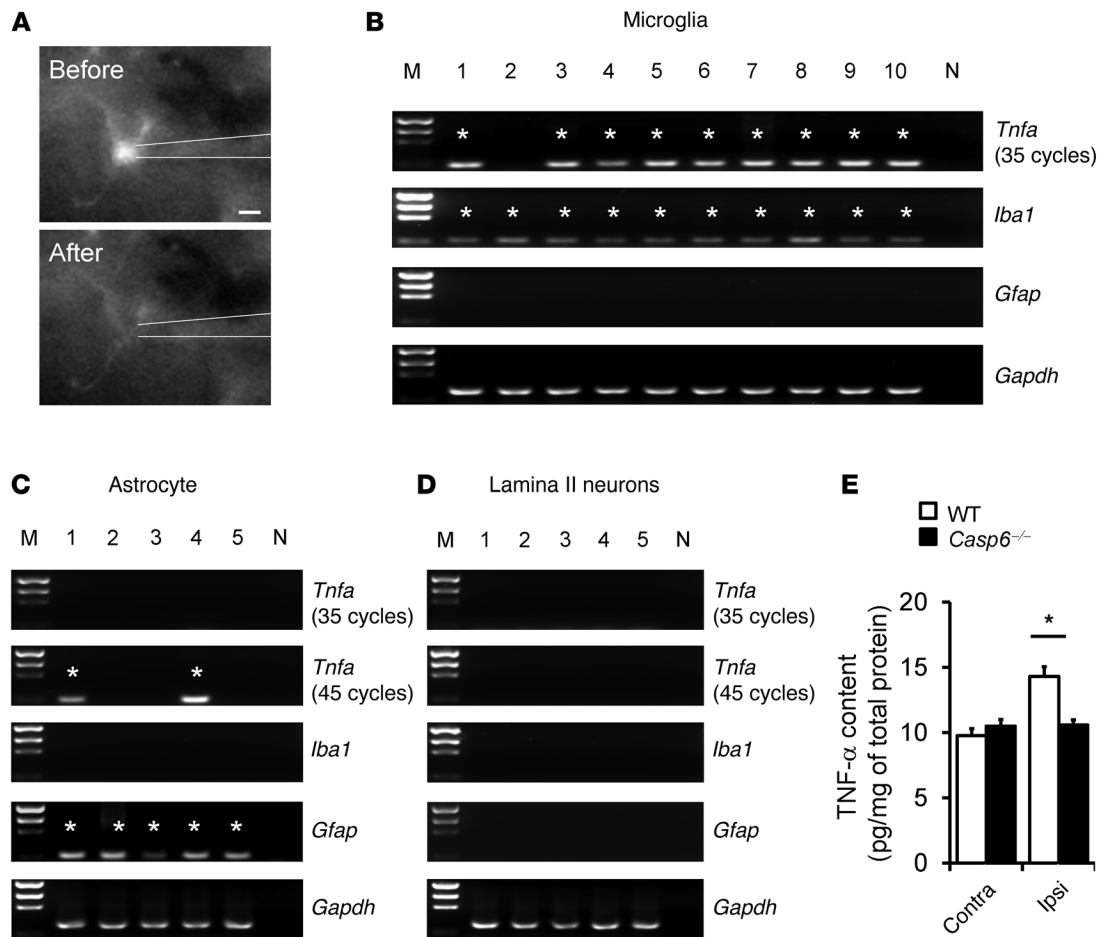 A
Before
After
B
Microglia
M 1 2 3 4 5 6 7 8 9 10 N
* * * * * * * * *
Tnfa
(35 cycles)
* * * * * * * * * *
Iba1
Gfap
Gapdh
C
Astrocyte
M 1 2 3 4 5 N
Tnfa
(35 cycles)
* *
Tnfa
(45 cycles)
Iba1
* * * * *
Gfap
Gapdh
D
Lamina II neurons
M 1 2 3 4 5 N
Tnfa
(35 cycles)
Tnfa
(45 cycles)
Iba1
Gfap
Gapdh
E
WT
Casp6–/–
TNF-α content
(pg/mg of total protein)
20
15
10
5
0
*
Contra
Ipsi